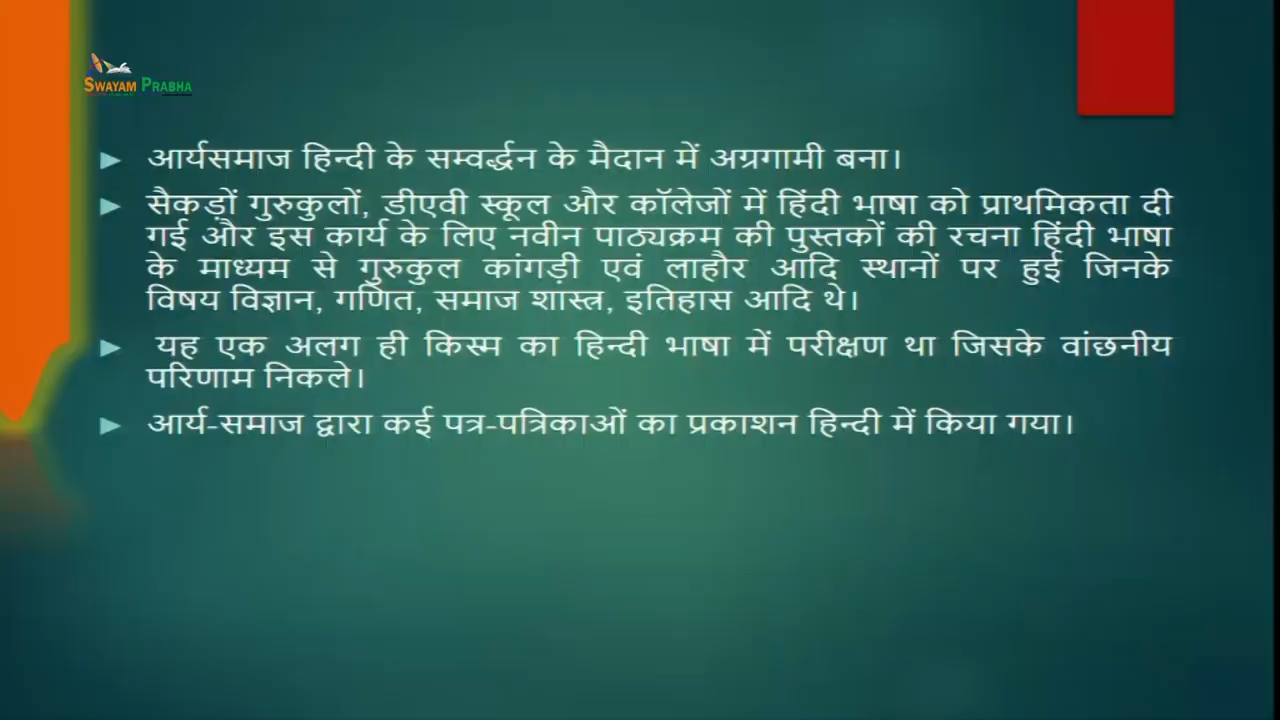 SWAYAM PRABHA
आर्यसमाज हिन्दी के सम्वर्द्धन के मैदान में अग्रगामी बना।
सैकड़ों गुरुकुलों, डीएवी स्कूल और कॉलेजों में हिंदी भाषा को प्राथमिकता दी
गई और इस कार्य के लिए नवीन पाठ्यक्रम की पुस्तकों की रचना हिंदी भाषा
के माध्यम से गुरुकुल कांगड़ी एवं लाहौर आदि स्थानों पर हुई जिनके
विषय विज्ञान, गणित, समाज शास्त्र, इतिहास आदि थे।
यह एक अलग ही किस्म का हिन्दी भाषा में परीक्षण था जिसके वांछनीय
परिणाम निकले।
आर्य-समाज द्वारा कई पत्र-पत्रिकाओं का प्रकाशन हिन्दी में किया गया।